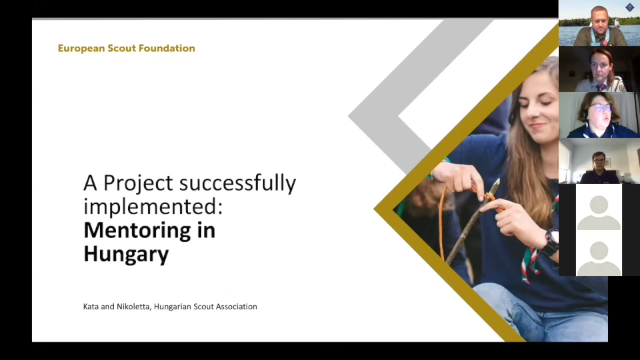 European Scout Foundation
A Project successfully
implemented:
Mentoring in
Hungary
Kata and Nikoletta, Hungarian Scout Association